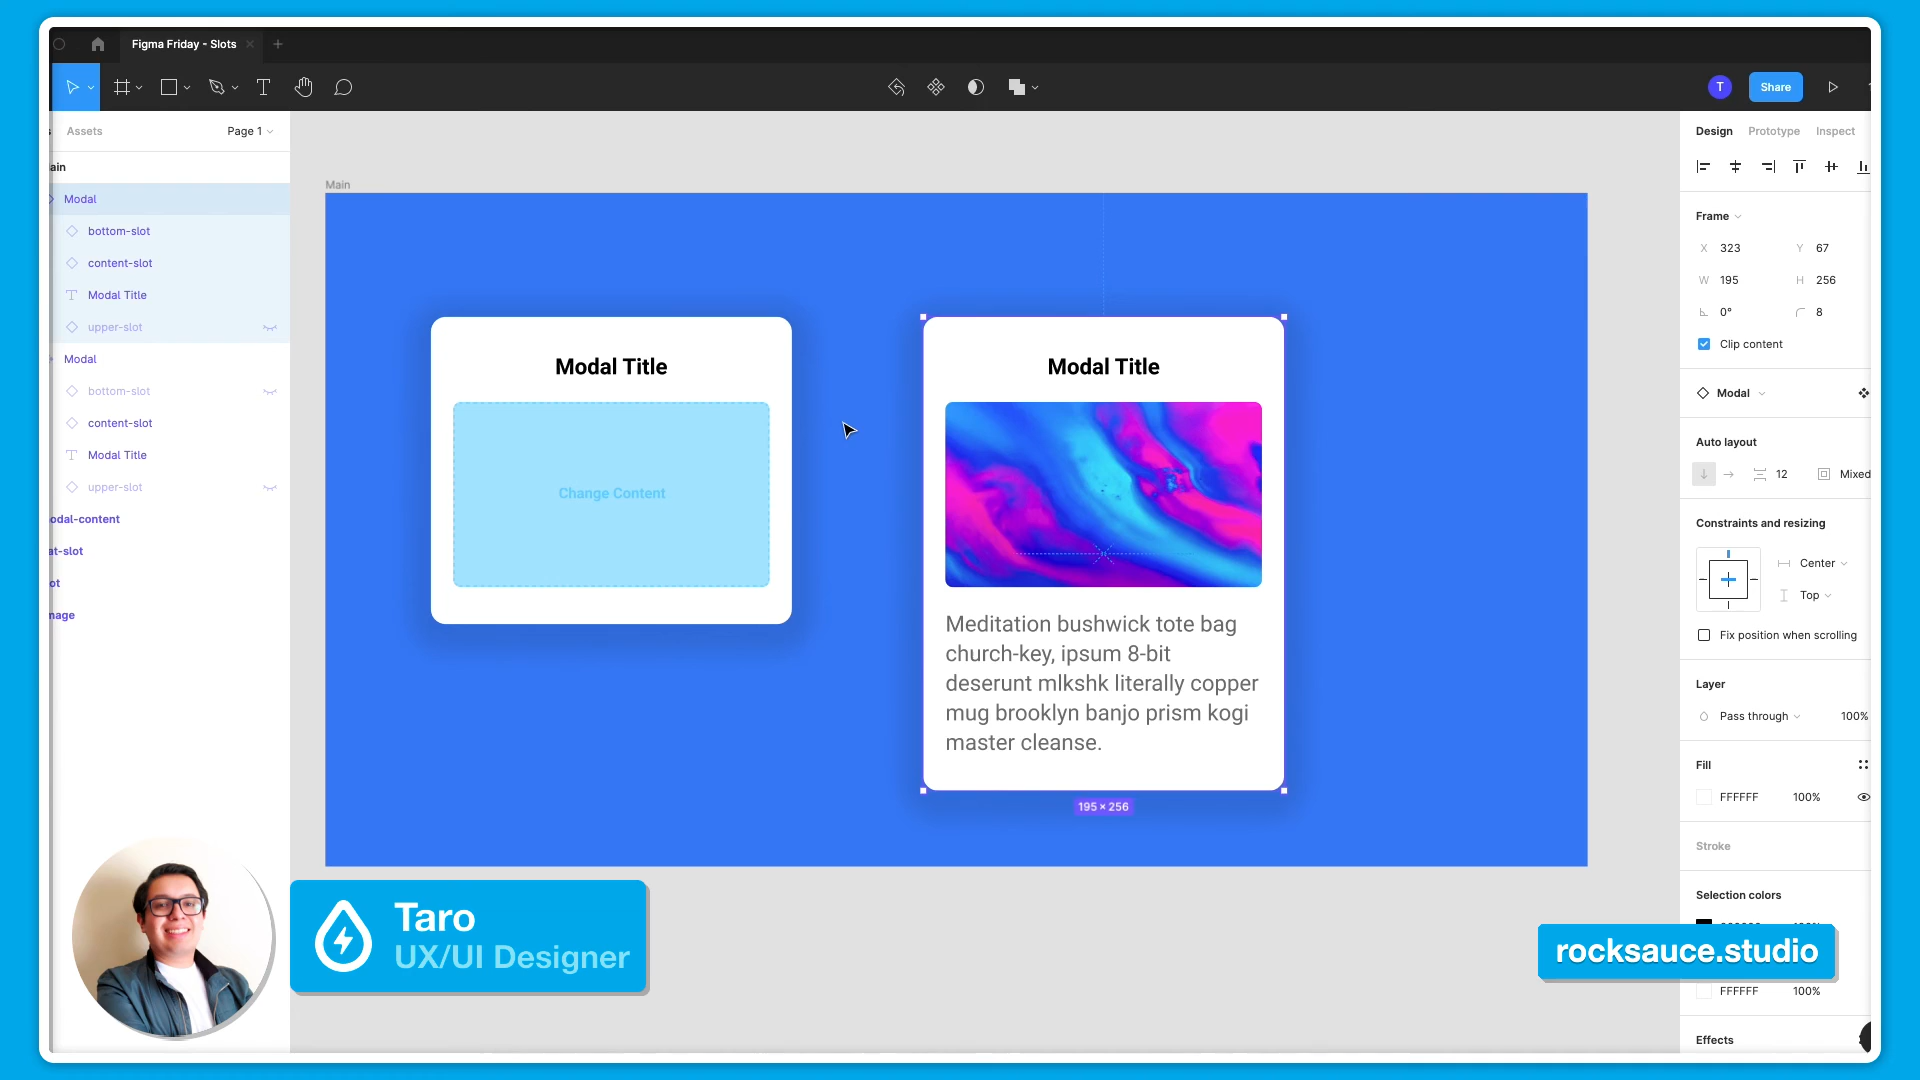 Figma Friday - Slots
T
Share
Assets
Page 1
ain
Modal
bottom-slot
content-slot
Modal Title
upper-slot
Modal
bottom-slot
content-slot
Modal Title
upper-slot
odal-content
at-slot
ot
mage
Main
Modal Title
Change Content
Modal Title
Meditation bushwick tote bag
church-key, ipsum 8-bit
deserunt mlkshk literally copper
mug brooklyn banjo prism kogi
master cleanse.
195 × 256
Design Prototype Inspect
Frame
X 323 Y 67
W 195 H 256
0° 8
Clip content
Modal
Auto layout
12 Mixed
Constraints and resizing
Center
Top
Fix position when scrolling
Layer
Pass through 100%
Fill
FFFFFF 100%
Stroke
Selection colors
FFFFFF 100%
Effects
Taro
UX/UI Designer
rocksauce.studio